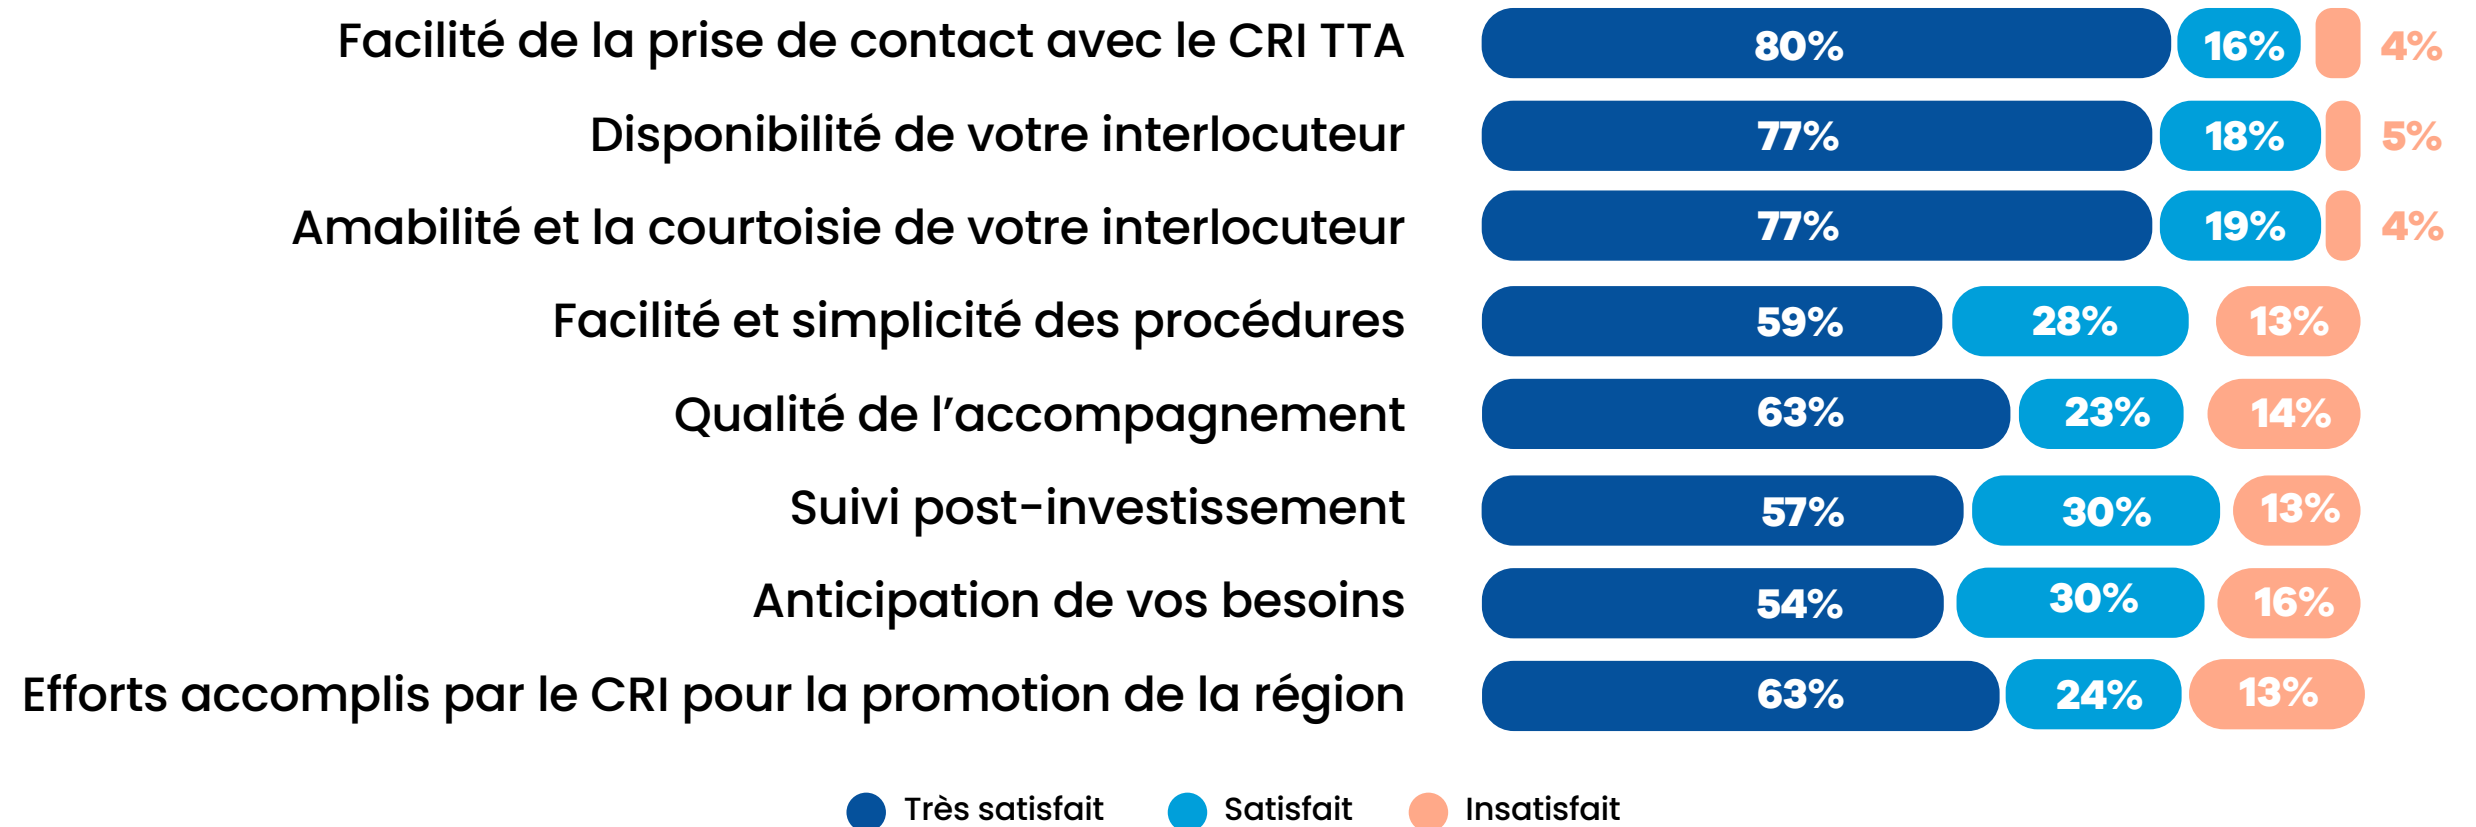 Facilité de la prise de contact avec le CRI TTA 80% 16% 4%
Disponibilité de votre interlocuteur 77% 18% 5%
Amabilité et la courtoisie de votre interlocuteur 77% 19% 4%
Facilité et simplicité des procédures 59% 28% 13%
Qualité de l’accompagnement 63% 23% 14%
Suivi post-investissement 57% 30% 13%
Anticipation de vos besoins 54% 30% 16%
Efforts accomplis par le CRI pour la promotion de la région 63% 24% 13%
Très satisfait Satisfait Insatisfait